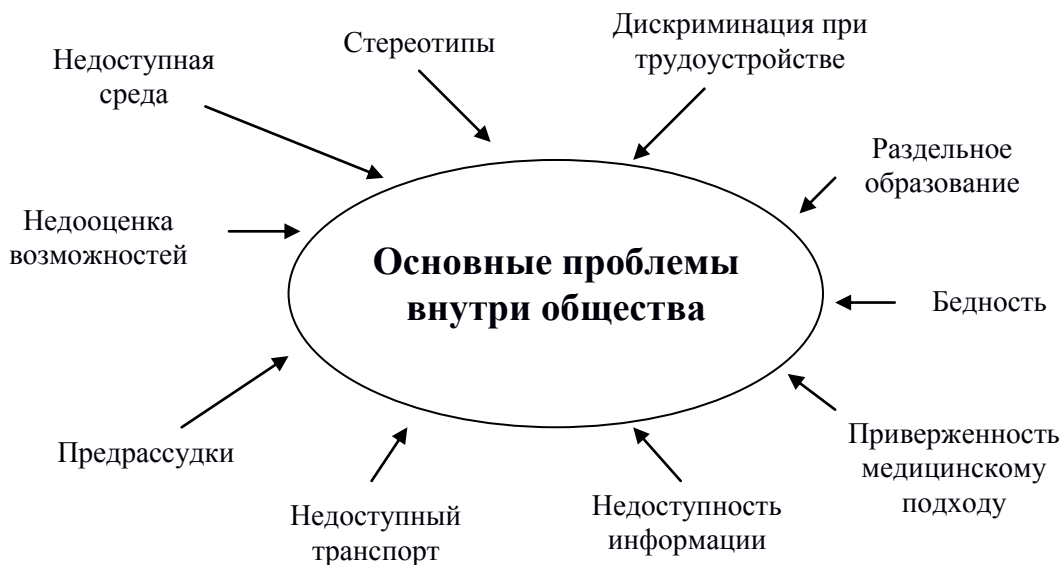 Стереотипы
Дискриминация при
трудоустройстве
Недоступная
среда
Раздельное
образование
Недооценка
возможностей
Основные проблемы
внутри общества
Бедность
Предрассудки
Приверженность
медицинскому
подходу
Недоступный
транспорт
Недоступность
информации